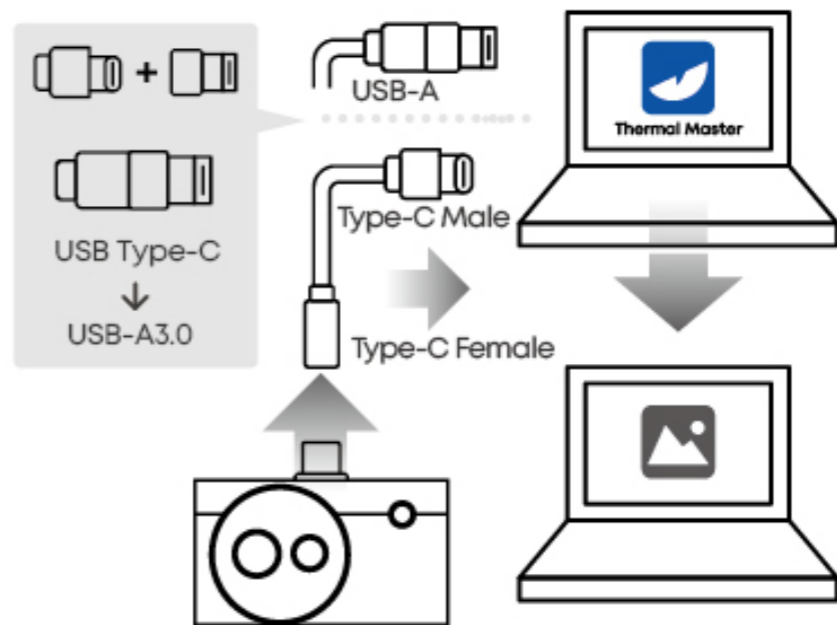 +
USB-A
Thermal Master
Type-C Male
USB Type-C
↓
USB-A3.0
Type-C Female